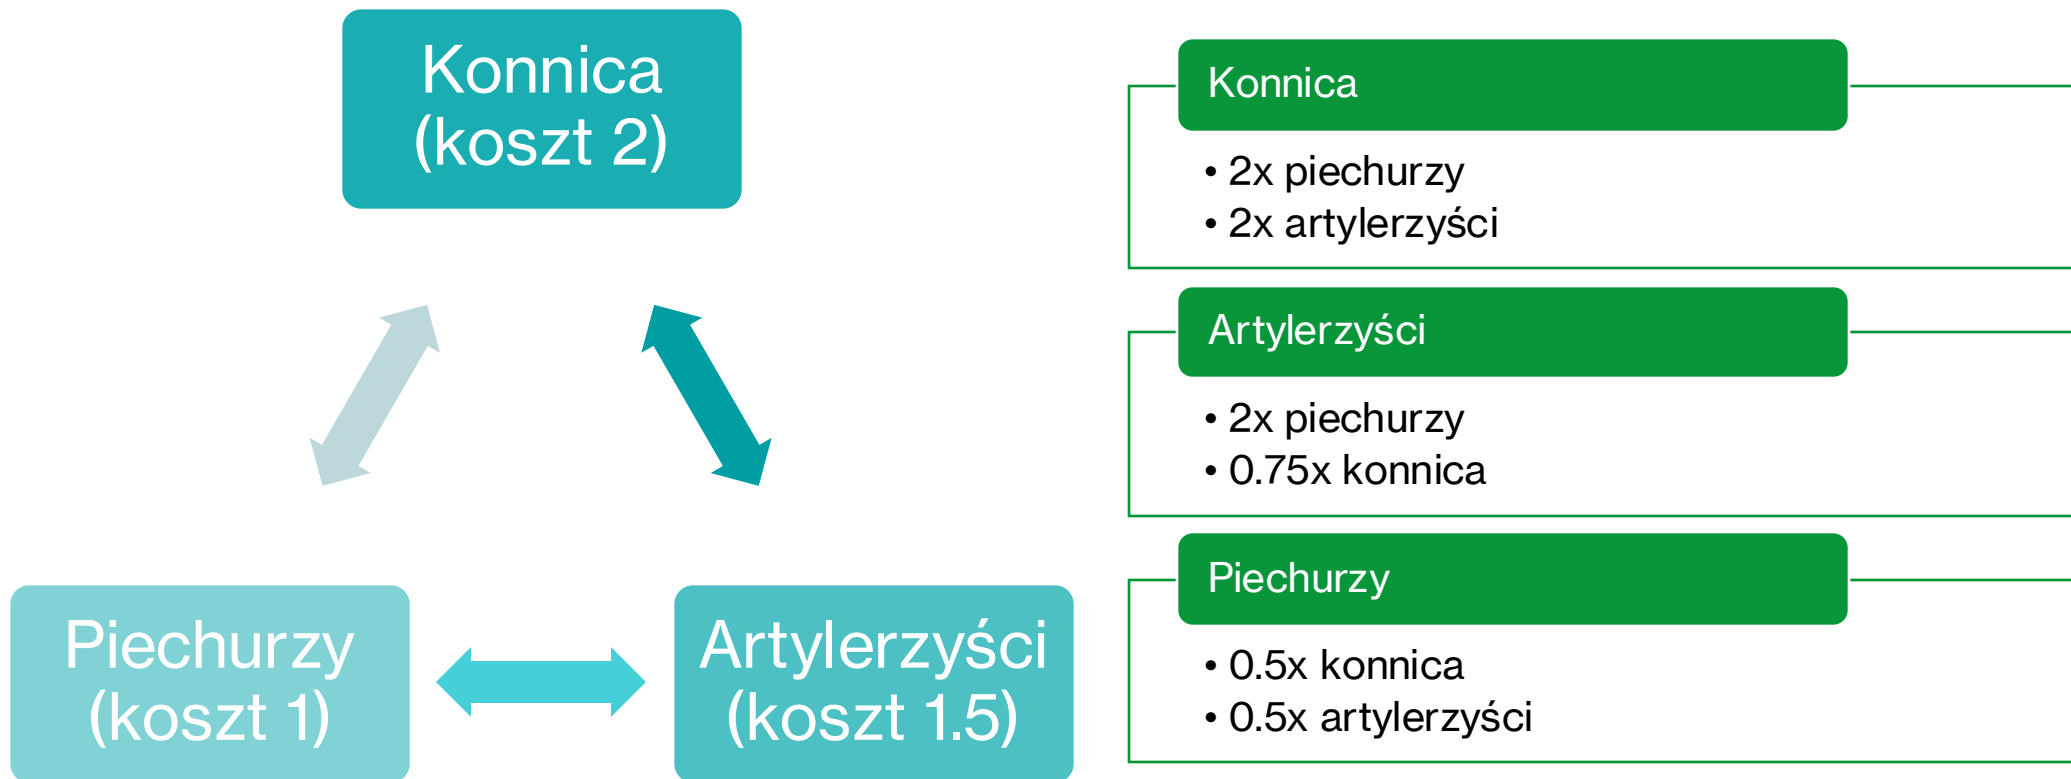 Konnica
(koszt 2)
Piechurzy
(koszt 1)
Artylerzyści
(koszt 1.5)
Konnica
• 2x piechurzy
• 2x artylerzyści
Artylerzyści
• 2x piechurzy
• 0.75x konnica
Piechurzy
• 0.5x konnica
• 0.5x artylerzyści